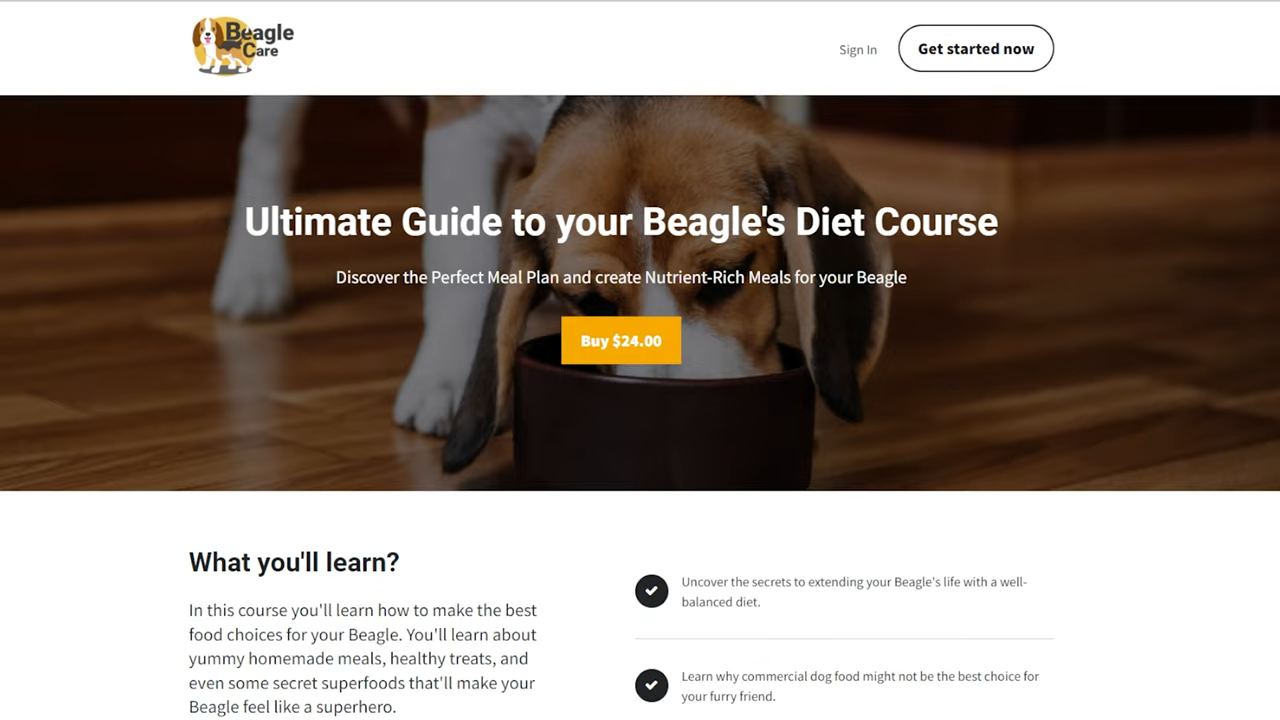 Beagle
Care
Sign In
Get started now
Ultimate Guide to your Beagle's Diet Course
Discover the Perfect Meal Plan and create Nutrient-Rich Meals for your Beagle
Buy $24.00
What you'll learn?
In this course you'll learn how to make the best
food choices for your Beagle. You'll learn about
yummy homemade meals, healthy treats, and
even some secret superfoods that'll make your
Beagle feel like a superhero.
Uncover the secrets to extending your Beagle's life with a well-
balanced diet.
Learn why commercial dog food might not be the best choice for
your furry friend.